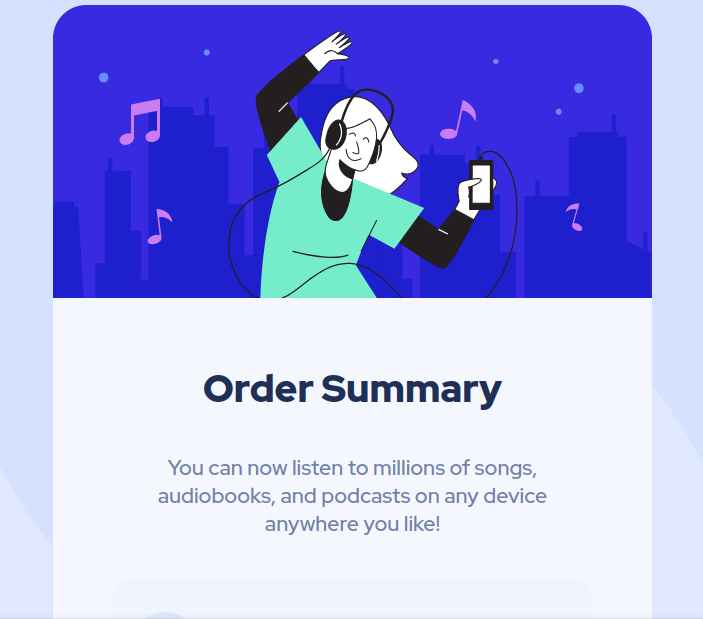 Order Summary
You can now listen to millions of songs,
audiobooks, and podcasts on any device
anywhere you like!